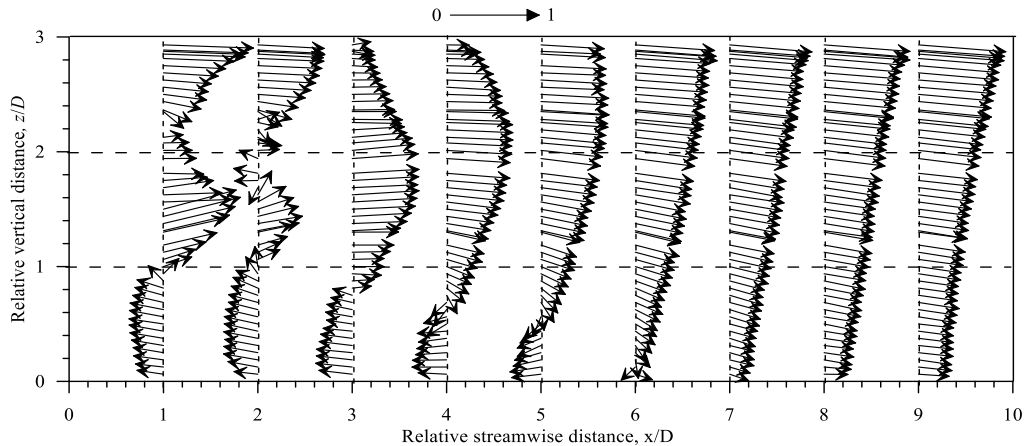 0 1
3
2
1
0
Relative vertical distance, z/D
0 1 2 3 4 5 6 7 8 9 10
Relative streamwise distance, x/D